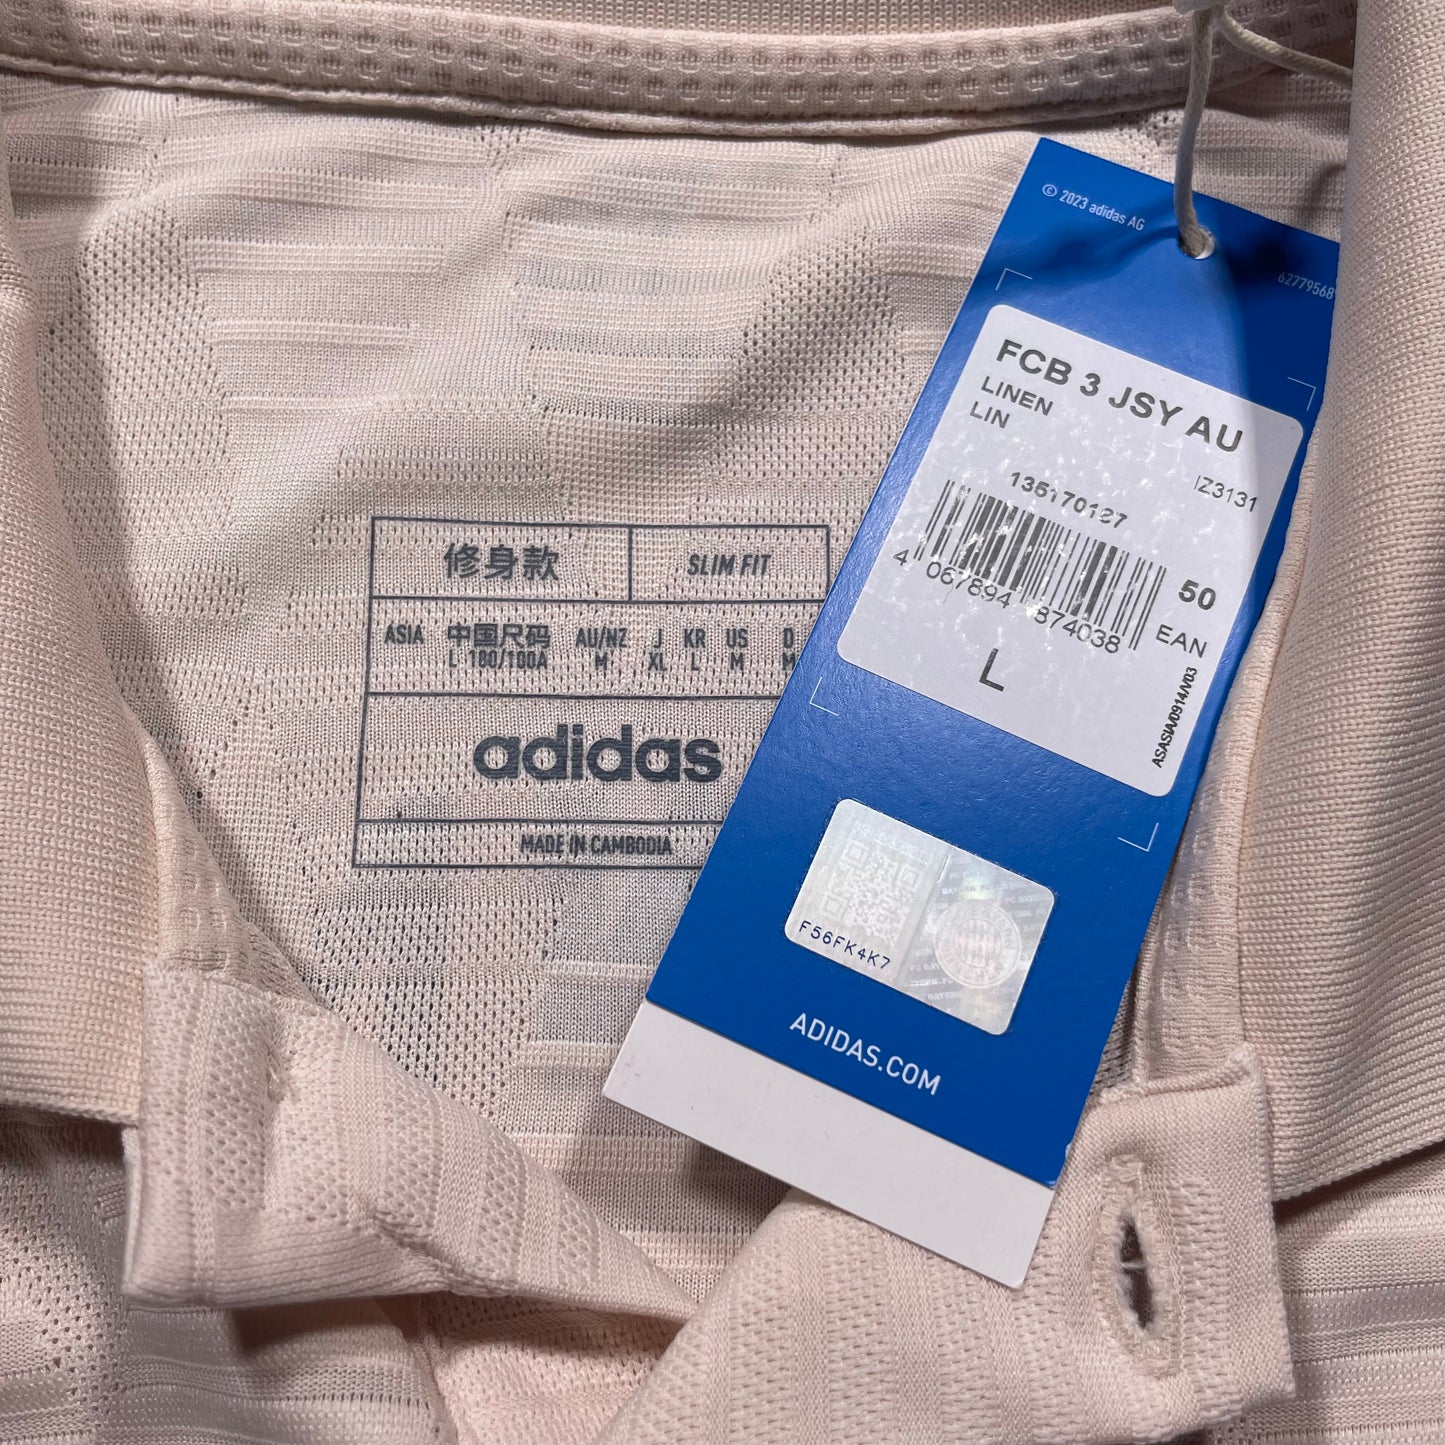 © 2023 adidas AG
FCB 3 JSY AU
LINEN
LIN
IZ3131
135170127
4 067894 874038
50
EAN
L
ASASW0914/V03
F56FK4K7
ADIDAS.COM
修身款 SLIM FIT
ASIA 中国尺码 AU/NZ J KR US D
L 180/100A M XL L M M
adidas
MADE IN CAMBODIA